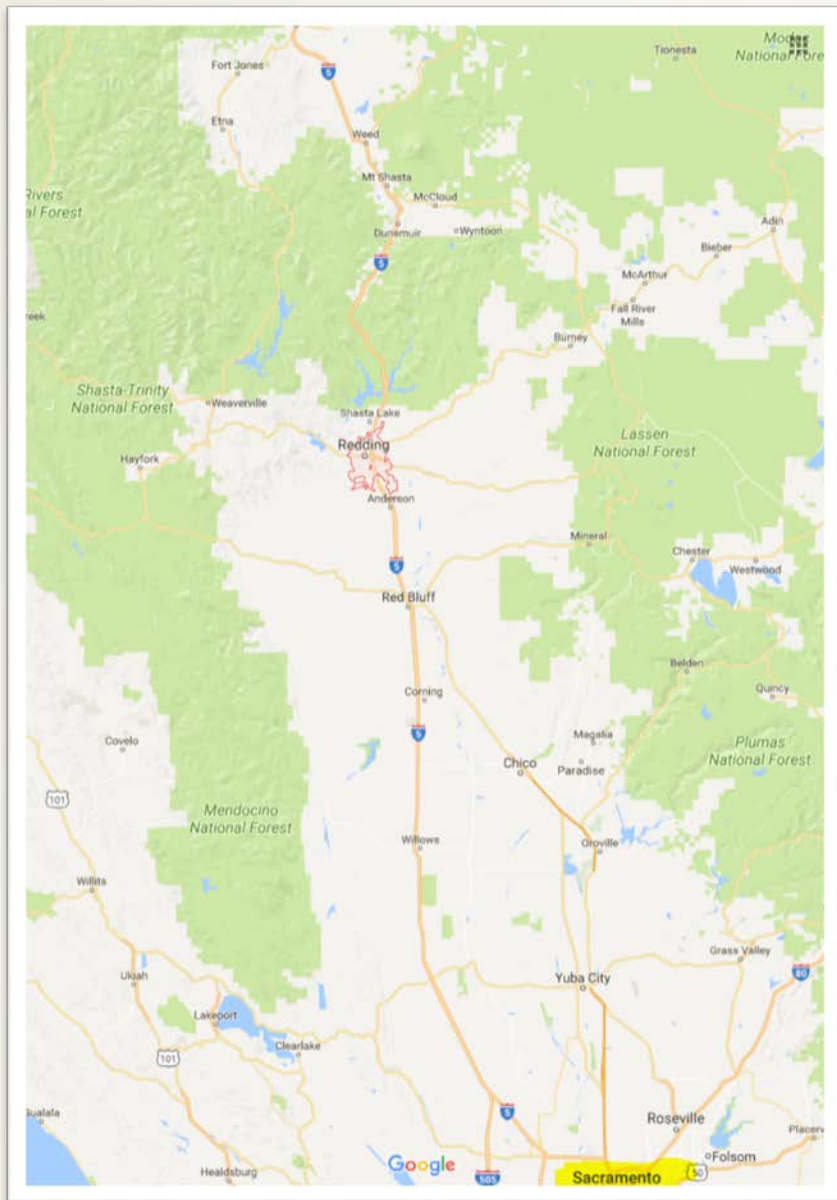 Modoc
National Fore
Tionesta
Fort Jones
5
Etna
Weed
Mt Shasta
McCloud
Rivers
al Forest
Dunsmuir
Wyntoon
Adin
Bieber
5
McArthur
Fall River
Mills
reek
Burney
Shasta-Trinity
National Forest
Weaverville
Shasta Lake
Lassen
National Forest
Redding
Hayfork
Anderson
Mineral
Chester
5
Westwood
Red Bluff
Belden
Corning
Quincy
5
Magalia
Covelo
Plumas
National Forest
Chico
Paradise
101
Mendocino
National Forest
Willows
Oroville
Willits
Grass Valley
Ukiah
Yuba City
80
Lakeport
Clearlake
101
5
Gualala
Roseville
Placerv
Folsom
Google
Healdsburg
505
Sacramento
50